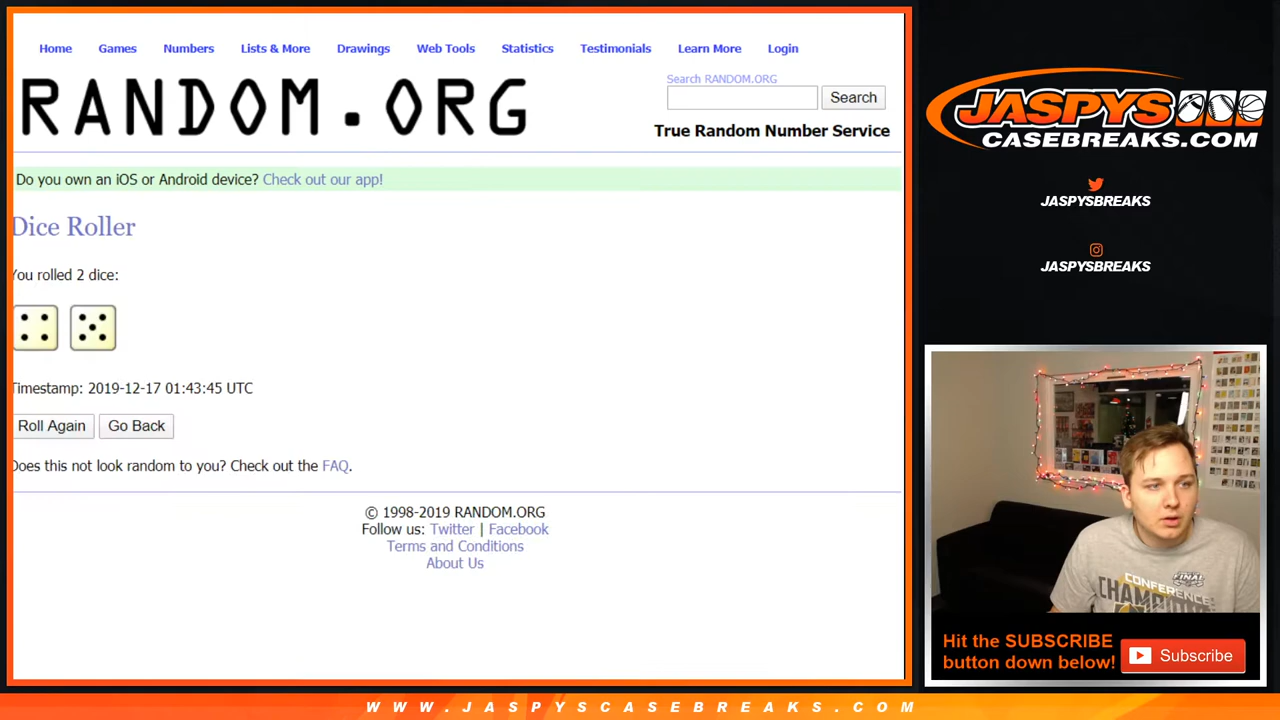 Home Games Numbers Lists & More Drawings Web Tools Statistics Testimonials Learn More Login
RANDOM.ORG
Search RANDOM.ORG
Search
True Random Number Service
Do you own an iOS or Android device? Check out our app!
Dice Roller
You rolled 2 dice:
Timestamp: 2019-12-17 01:43:45 UTC
Roll Again Go Back
Does this not look random to you? Check out the FAQ.
© 1998-2019 RANDOM.ORG
Follow us: Twitter | Facebook
Terms and Conditions
About Us
JASPYS
CASEBREAKS.COM
JASPYSBREAKS
JASPYSBREAKS
FINAL
CONFERENCE
Hit the SUBSCRIBE
button down below!
Subscribe
WWW.JASPYSCASEBREAKS.COM